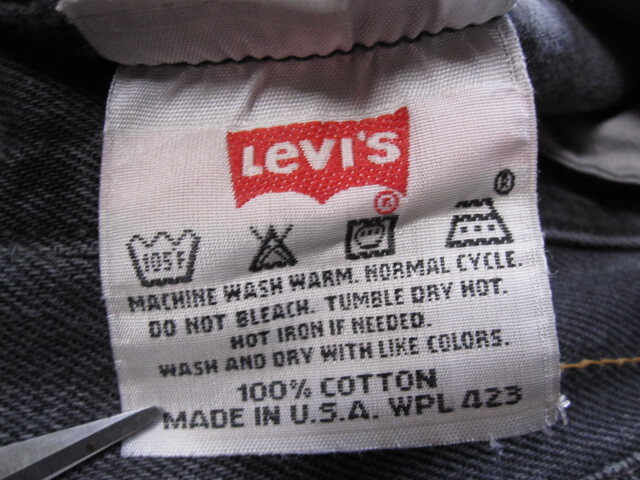 Levi's
®
®
105F
MACHINE WASH WARM. NORMAL CYCLE.
DO NOT BLEACH. TUMBLE DRY HOT.
HOT IRON IF NEEDED.
WASH AND DRY WITH LIKE COLORS.
100% COTTON
MADE IN U.S.A. WPL 423